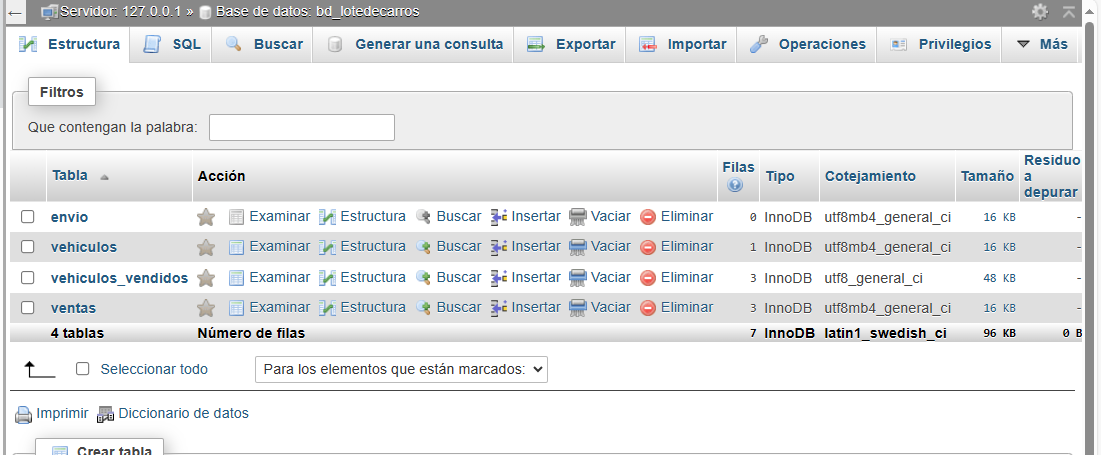 Servidor: 127.0.0.1 » Base de datos: bd_lotedecarros
Estructura SQL Buscar Generar una consulta Exportar Importar Operaciones Privilegios Más
Filtros
Que contengan la palabra:
Tabla Acción Filas Tipo Cotejamiento Tamaño Residuo a depurar
envio Examinar Estructura Buscar Insertar Vaciar Eliminar 0 InnoDB utf8mb4_general_ci 16 KB -
vehiculos Examinar Estructura Buscar Insertar Vaciar Eliminar 1 InnoDB utf8mb4_general_ci 16 KB -
vehiculos_vendidos Examinar Estructura Buscar Insertar Vaciar Eliminar 3 InnoDB utf8_general_ci 48 KB -
ventas Examinar Estructura Buscar Insertar Vaciar Eliminar 3 InnoDB utf8mb4_general_ci 16 KB -
4 tablas Número de filas 7 InnoDB latin1_swedish_ci 96 KB 0 B
Seleccionar todo Para los elementos que están marcados:
Imprimir Diccionario de datos
Crear tabla